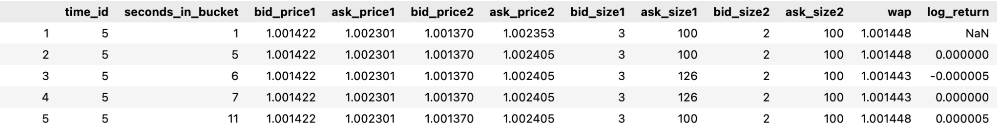 time_id seconds_in_bucket bid_price1 ask_price1 bid_price2 ask_price2 bid_size1 ask_size1 bid_size2 ask_size2 wap log_return
1 5 1 1.001422 1.002301 1.001370 1.002353 3 100 2 100 1.001448 NaN
2 5 5 1.001422 1.002301 1.001370 1.002405 3 100 2 100 1.001448 0.000000
3 5 6 1.001422 1.002301 1.001370 1.002405 3 126 2 100 1.001443 -0.000005
4 5 7 1.001422 1.002301 1.001370 1.002405 3 126 2 100 1.001443 0.000000
5 5 11 1.001422 1.002301 1.001370 1.002405 3 100 2 100 1.001448 0.000005